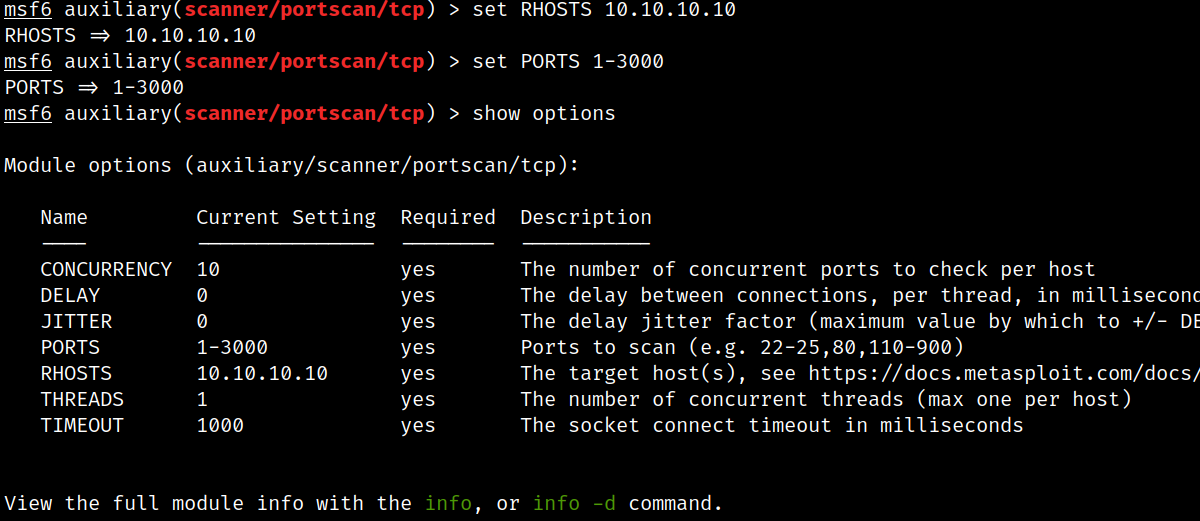 msf6 auxiliary(scanner/portscan/tcp) > set RHOSTS 10.10.10.10
RHOSTS => 10.10.10.10
msf6 auxiliary(scanner/portscan/tcp) > set PORTS 1-3000
PORTS => 1-3000
msf6 auxiliary(scanner/portscan/tcp) > show options
Module options (auxiliary/scanner/portscan/tcp):
Name Current Setting Required Description
---- --------------- -------- -----------
CONCURRENCY 10 yes The number of concurrent ports to check per host
DELAY 0 yes The delay between connections, per thread, in millisecond
JITTER 0 yes The delay jitter factor (maximum value by which to +/- DE
PORTS 1-3000 yes Ports to scan (e.g. 22-25,80,110-900)
RHOSTS 10.10.10.10 yes The target host(s), see https://docs.metasploit.com/docs/
THREADS 1 yes The number of concurrent threads (max one per host)
TIMEOUT 1000 yes The socket connect timeout in milliseconds
View the full module info with the info, or info -d command.